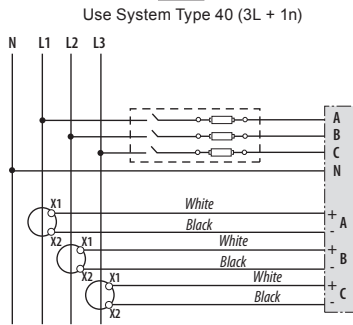 Use System Type 40 (3L + 1n)
N L1 L2 L3
A
B
C
N
X1 White +
A
X2 Black -
X1 White +
B
X2 Black -
X1 White +
C
X2 Black -